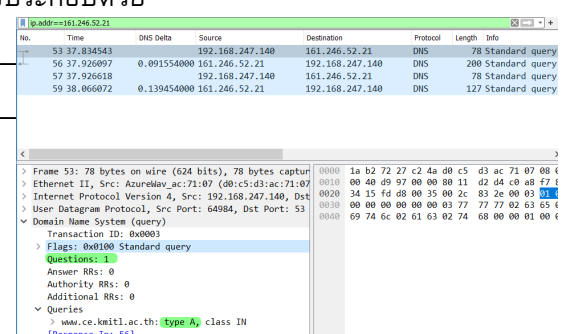 ip.addr==161.246.52.21
No. Time DNS Delta Source Destination Protocol Length Info
53 37.834543 192.168.247.140 161.246.52.21 DNS 78 Standard query
56 37.926097 0.091554000 161.246.52.21 192.168.247.140 DNS 200 Standard query
57 37.926618 192.168.247.140 161.246.52.21 DNS 78 Standard query
59 38.066072 0.139454000 161.246.52.21 192.168.247.140 DNS 127 Standard query
Frame 53: 78 bytes on wire (624 bits), 78 bytes captur
Ethernet II, Src: AzureWav_ac:71:07 (d0:c5:d3:ac:71:07
Internet Protocol Version 4, Src: 192.168.247.140, Dst
User Datagram Protocol, Src Port: 64984, Dst Port: 53
Domain Name System (query)
Transaction ID: 0x0003
Flags: 0x0100 Standard query
Questions: 1
Answer RRs: 0
Authority RRs: 0
Additional RRs: 0
Queries
www.ce.kmitl.ac.th: type A, class IN
[Response In: 56]
0000 1a b2 72 27 c2 4a d0 c5 d3 ac 71 07 08
0010 00 40 d9 97 00 00 80 11 d2 d4 c0 a8 f7
0020 34 15 fd d8 00 35 00 2c 83 2e 00 03 01
0030 00 00 00 00 00 00 03 77 77 77 02 63 65
0040 69 74 6c 02 61 63 02 74 68 00 00 01 00